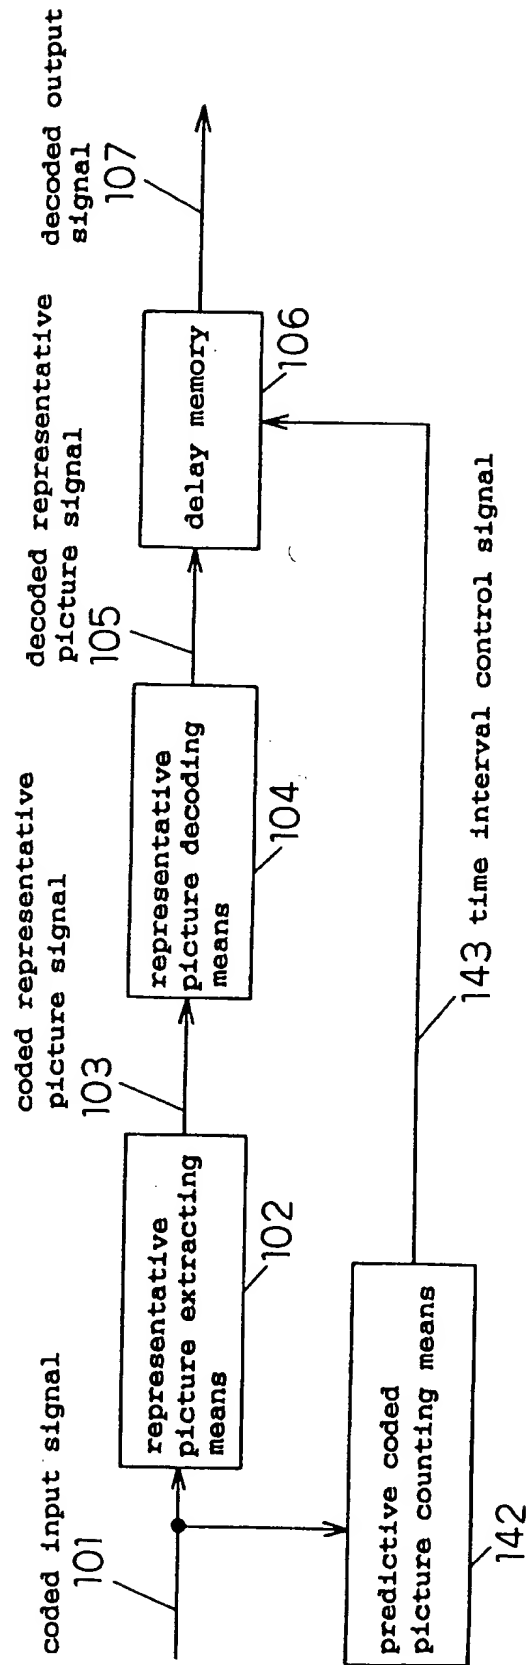 coded input signal
101
representative
picture extracting
means
102
coded representative
picture signal
103
representative
picture decoding
means
104
decoded representative
picture signal
105
delay memory
106
decoded output
signal
107
predictive coded
picture counting means
142
143 time interval control signal